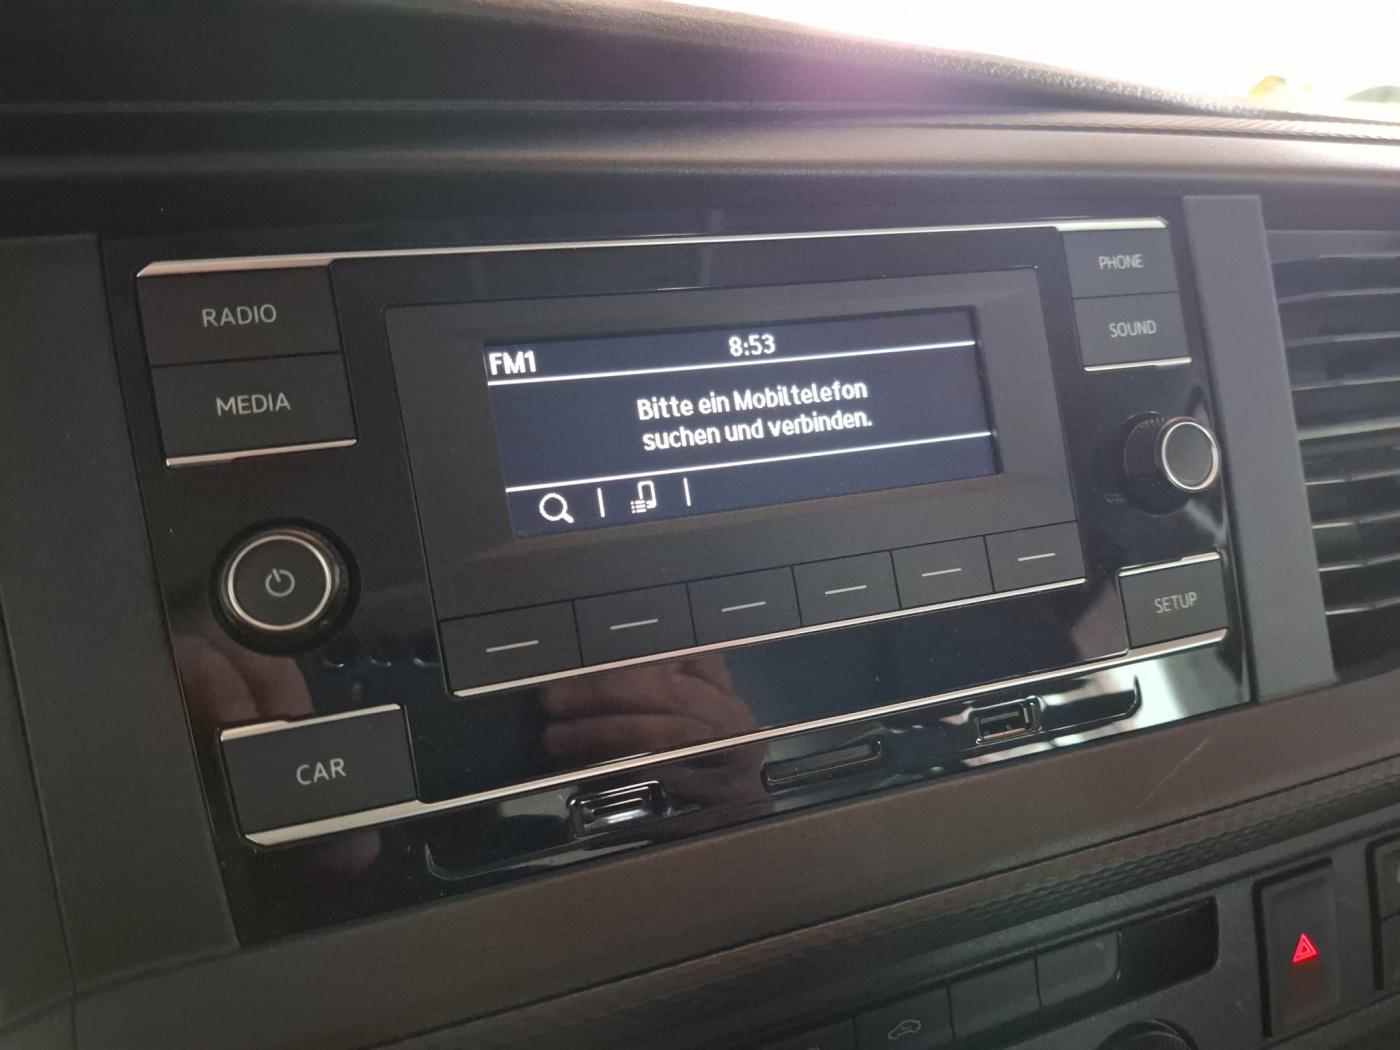 RADIO
MEDIA
FM1
8:53
Bitte ein Mobiltelefon
suchen und verbinden.
PHONE
SOUND
SETUP
CAR